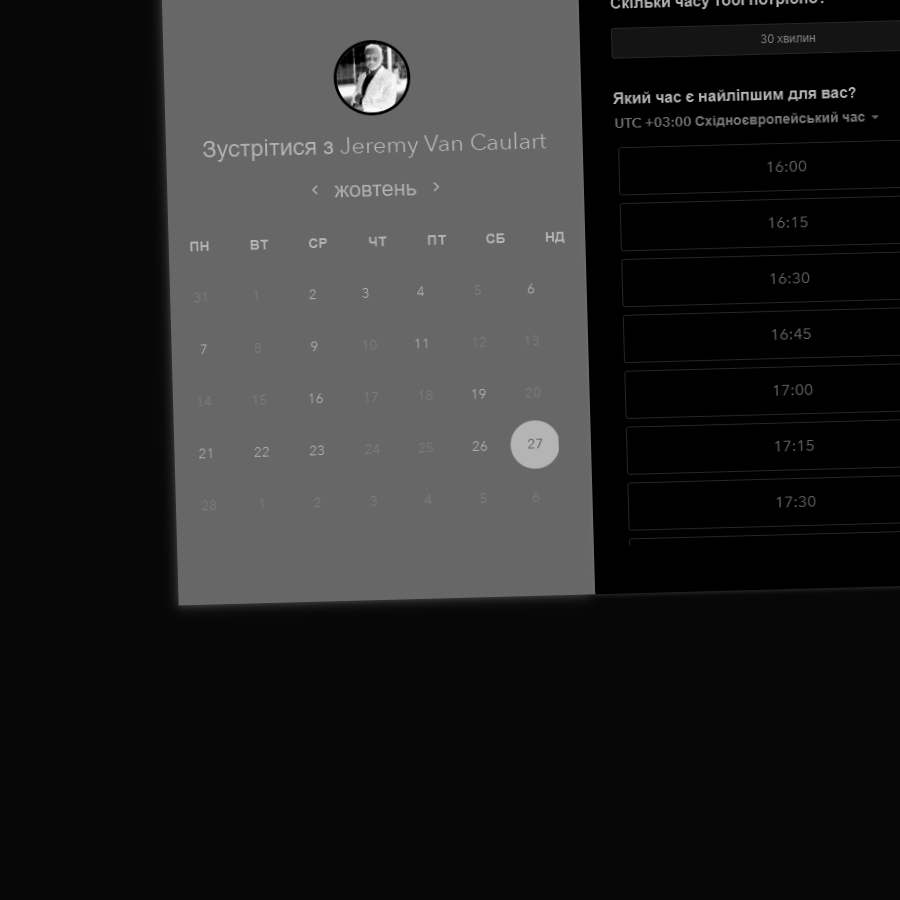 Зустрітися з Jeremy Van Caulart
‹ жовтень ›
ПН ВТ СР ЧТ ПТ СБ НД
31 1 2 3 4 5 6
7 8 9 10 11 12 13
14 15 16 17 18 19 20
21 22 23 24 25 26 27
28 1 2 3 4 5 6
Скільки часу тобі потрібно?
30 хвилин
Який час є найліпшим для вас?
UTC +03:00 Східноєвропейський час
16:00
16:15
16:30
16:45
17:00
17:15
17:30